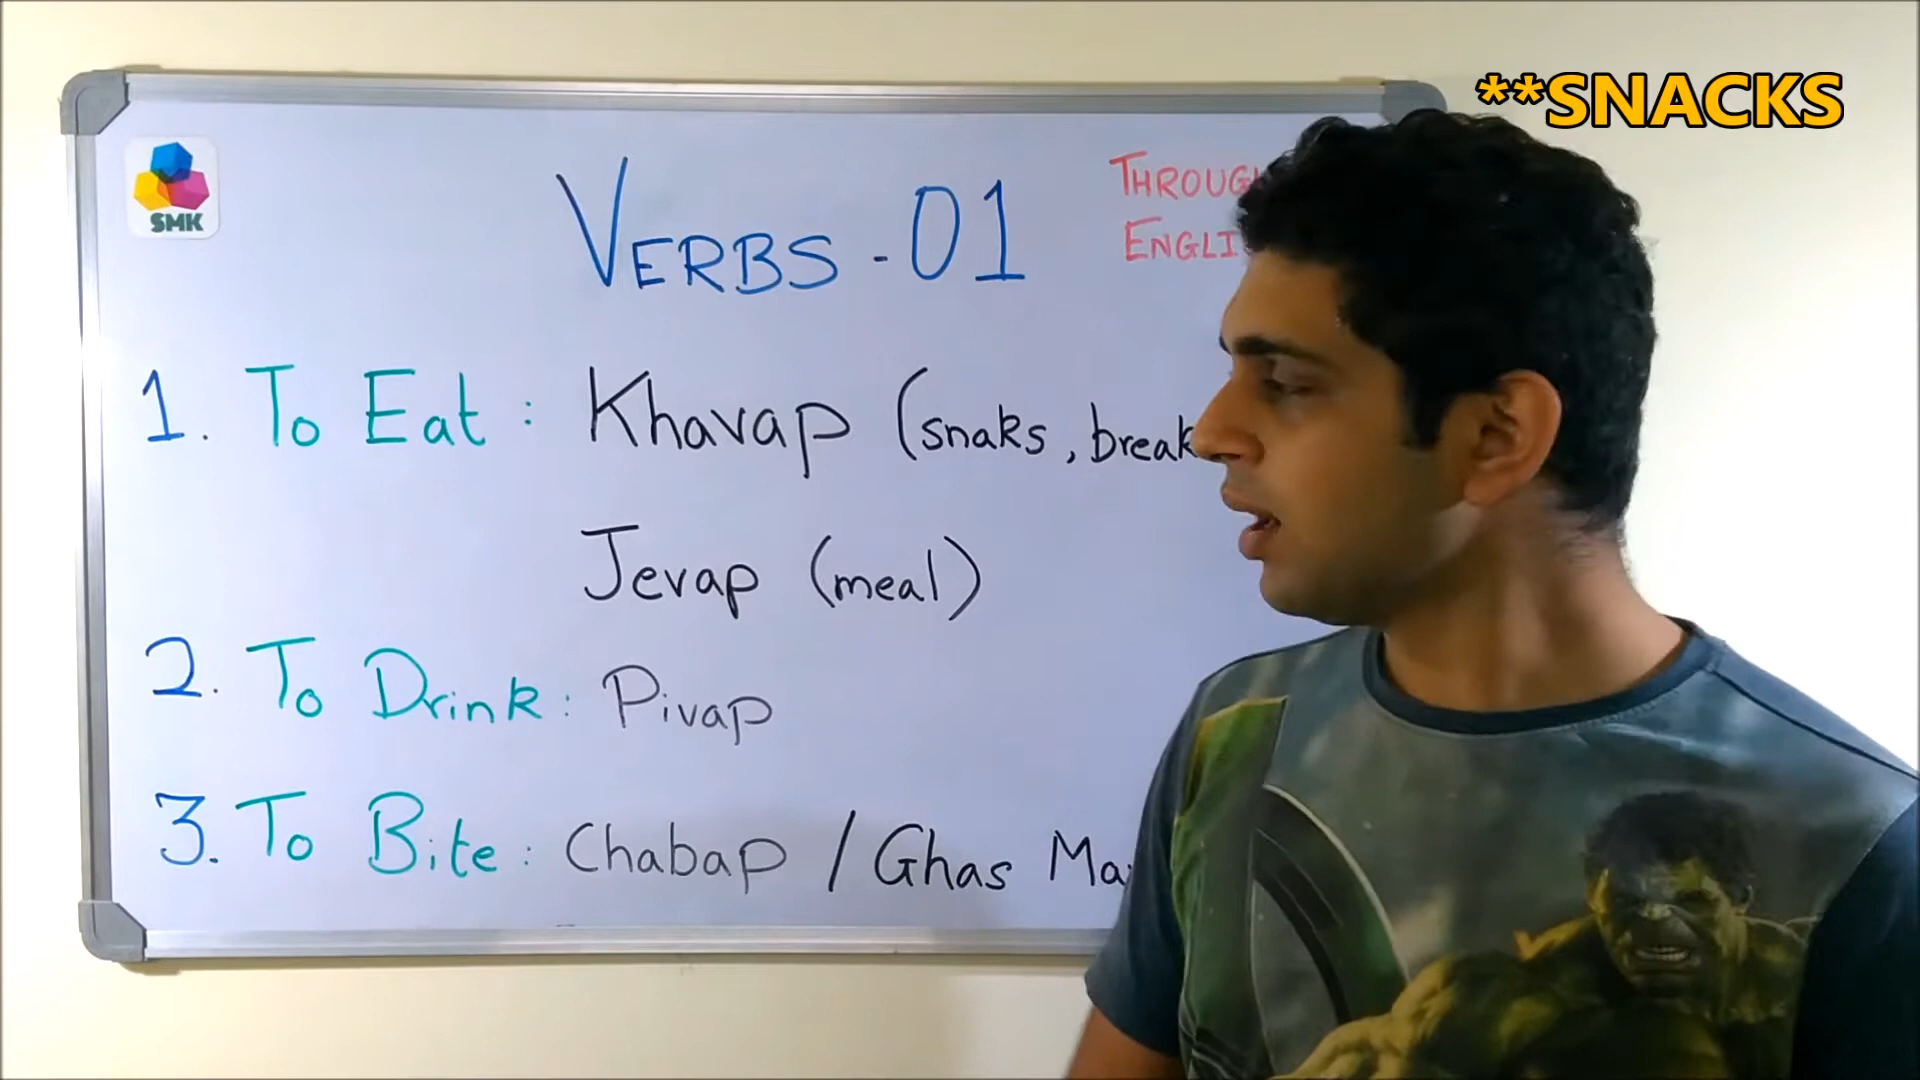 **SNACKS
SMK
VERBS-01
THROUG
ENGLI
1. To Eat: Khavap (snaks, break
Jevap (meal)
2. To Drink: Pivap
3. To Bite: Chabap / Ghas Ma